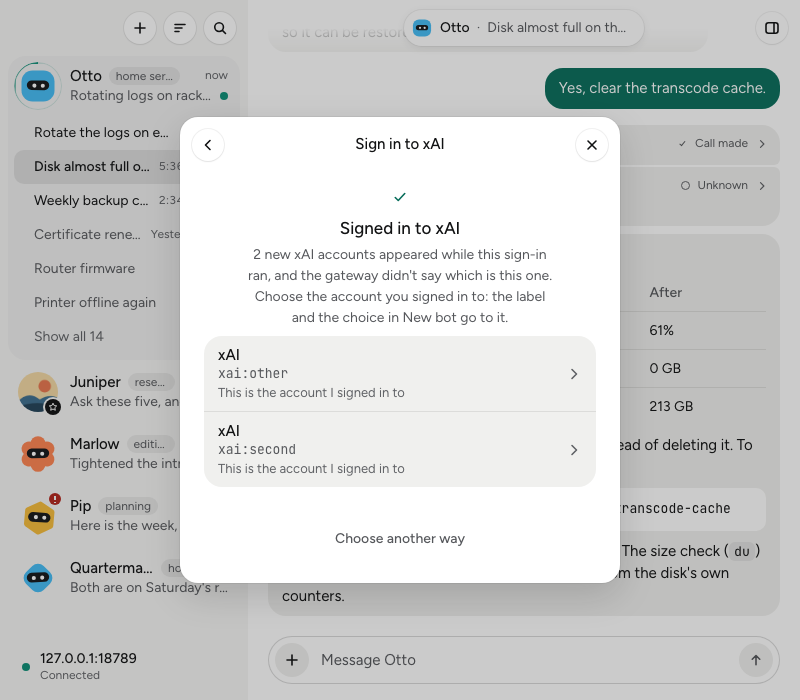 so it can be restor
Otto · Disk almost full on th...
Otto home ser... now
Rotating logs on rack...
Yes, clear the transcode cache.
Rotate the logs on e...
Disk almost full o... 5:36
Weekly backup c... 2:34
Certificate rene... Yeste
Router firmware
Printer offline again
Show all 14
Juniper rese...
Ask these five, an
Marlow editi...
Tightened the intr
Pip planning
Here is the week,
Quarterma... ho
Both are on Saturday's r...
127.0.0.1:18789
Connected
Call made
Unknown
After
61%
0 GB
213 GB
ead of deleting it. To
transcode-cache
The size check ( du )
m the disk's own
counters.
Message Otto
Sign in to xAI
Signed in to xAI
2 new xAI accounts appeared while this sign-in
ran, and the gateway didn't say which is this one.
Choose the account you signed in to: the label
and the choice in New bot go to it.
xAI
xai:other
This is the account I signed in to
xAI
xai:second
This is the account I signed in to
Choose another way